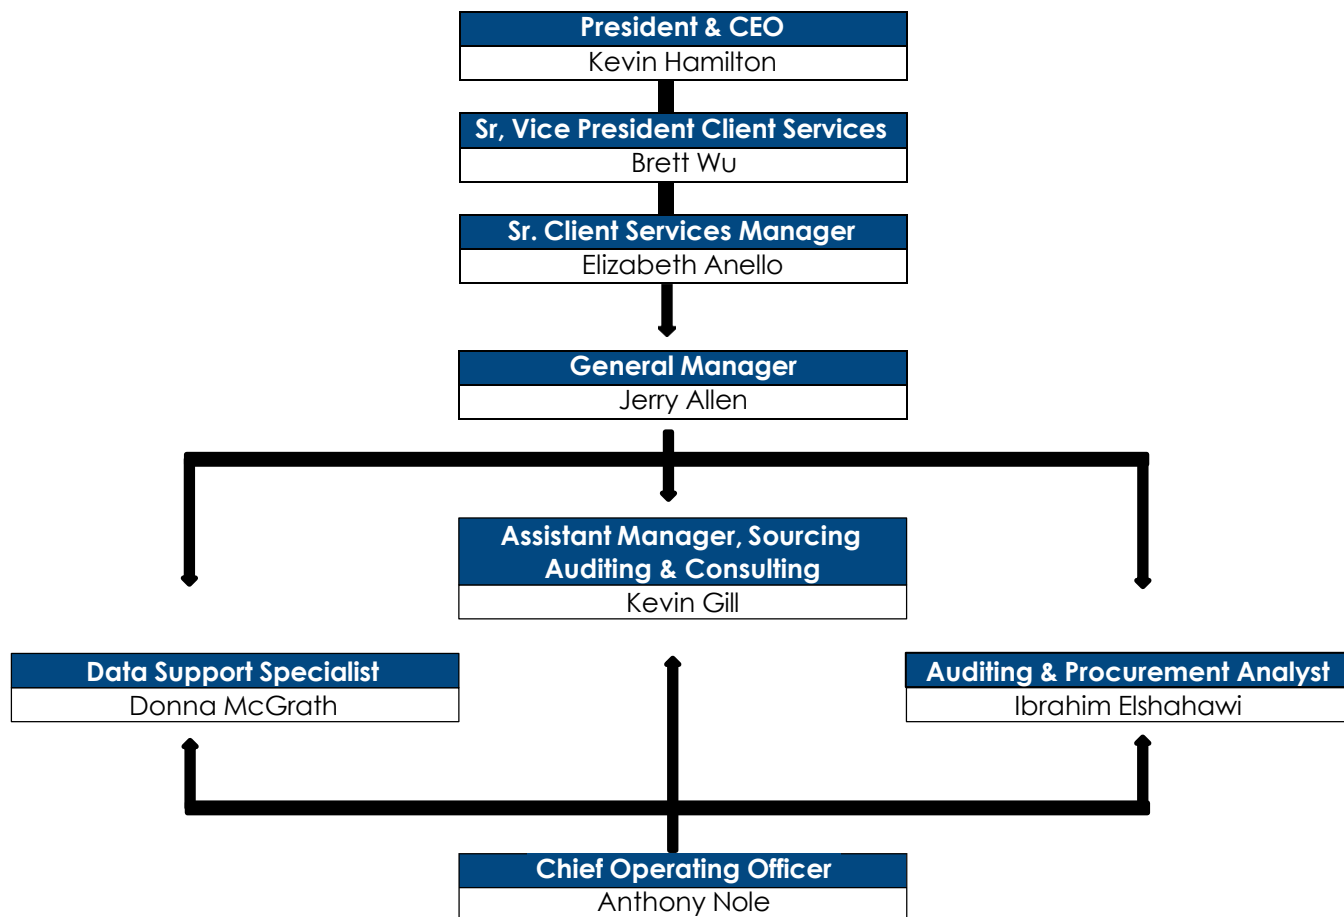 President & CEO
Kevin Hamilton
Sr, Vice President Client Services
Brett Wu
Sr. Client Services Manager
Elizabeth Anello
General Manager
Jerry Allen
Assistant Manager, Sourcing
Auditing & Consulting
Kevin Gill
Data Support Specialist
Donna McGrath
Auditing & Procurement Analyst
Ibrahim Elshahawi
Chief Operating Officer
Anthony Nole